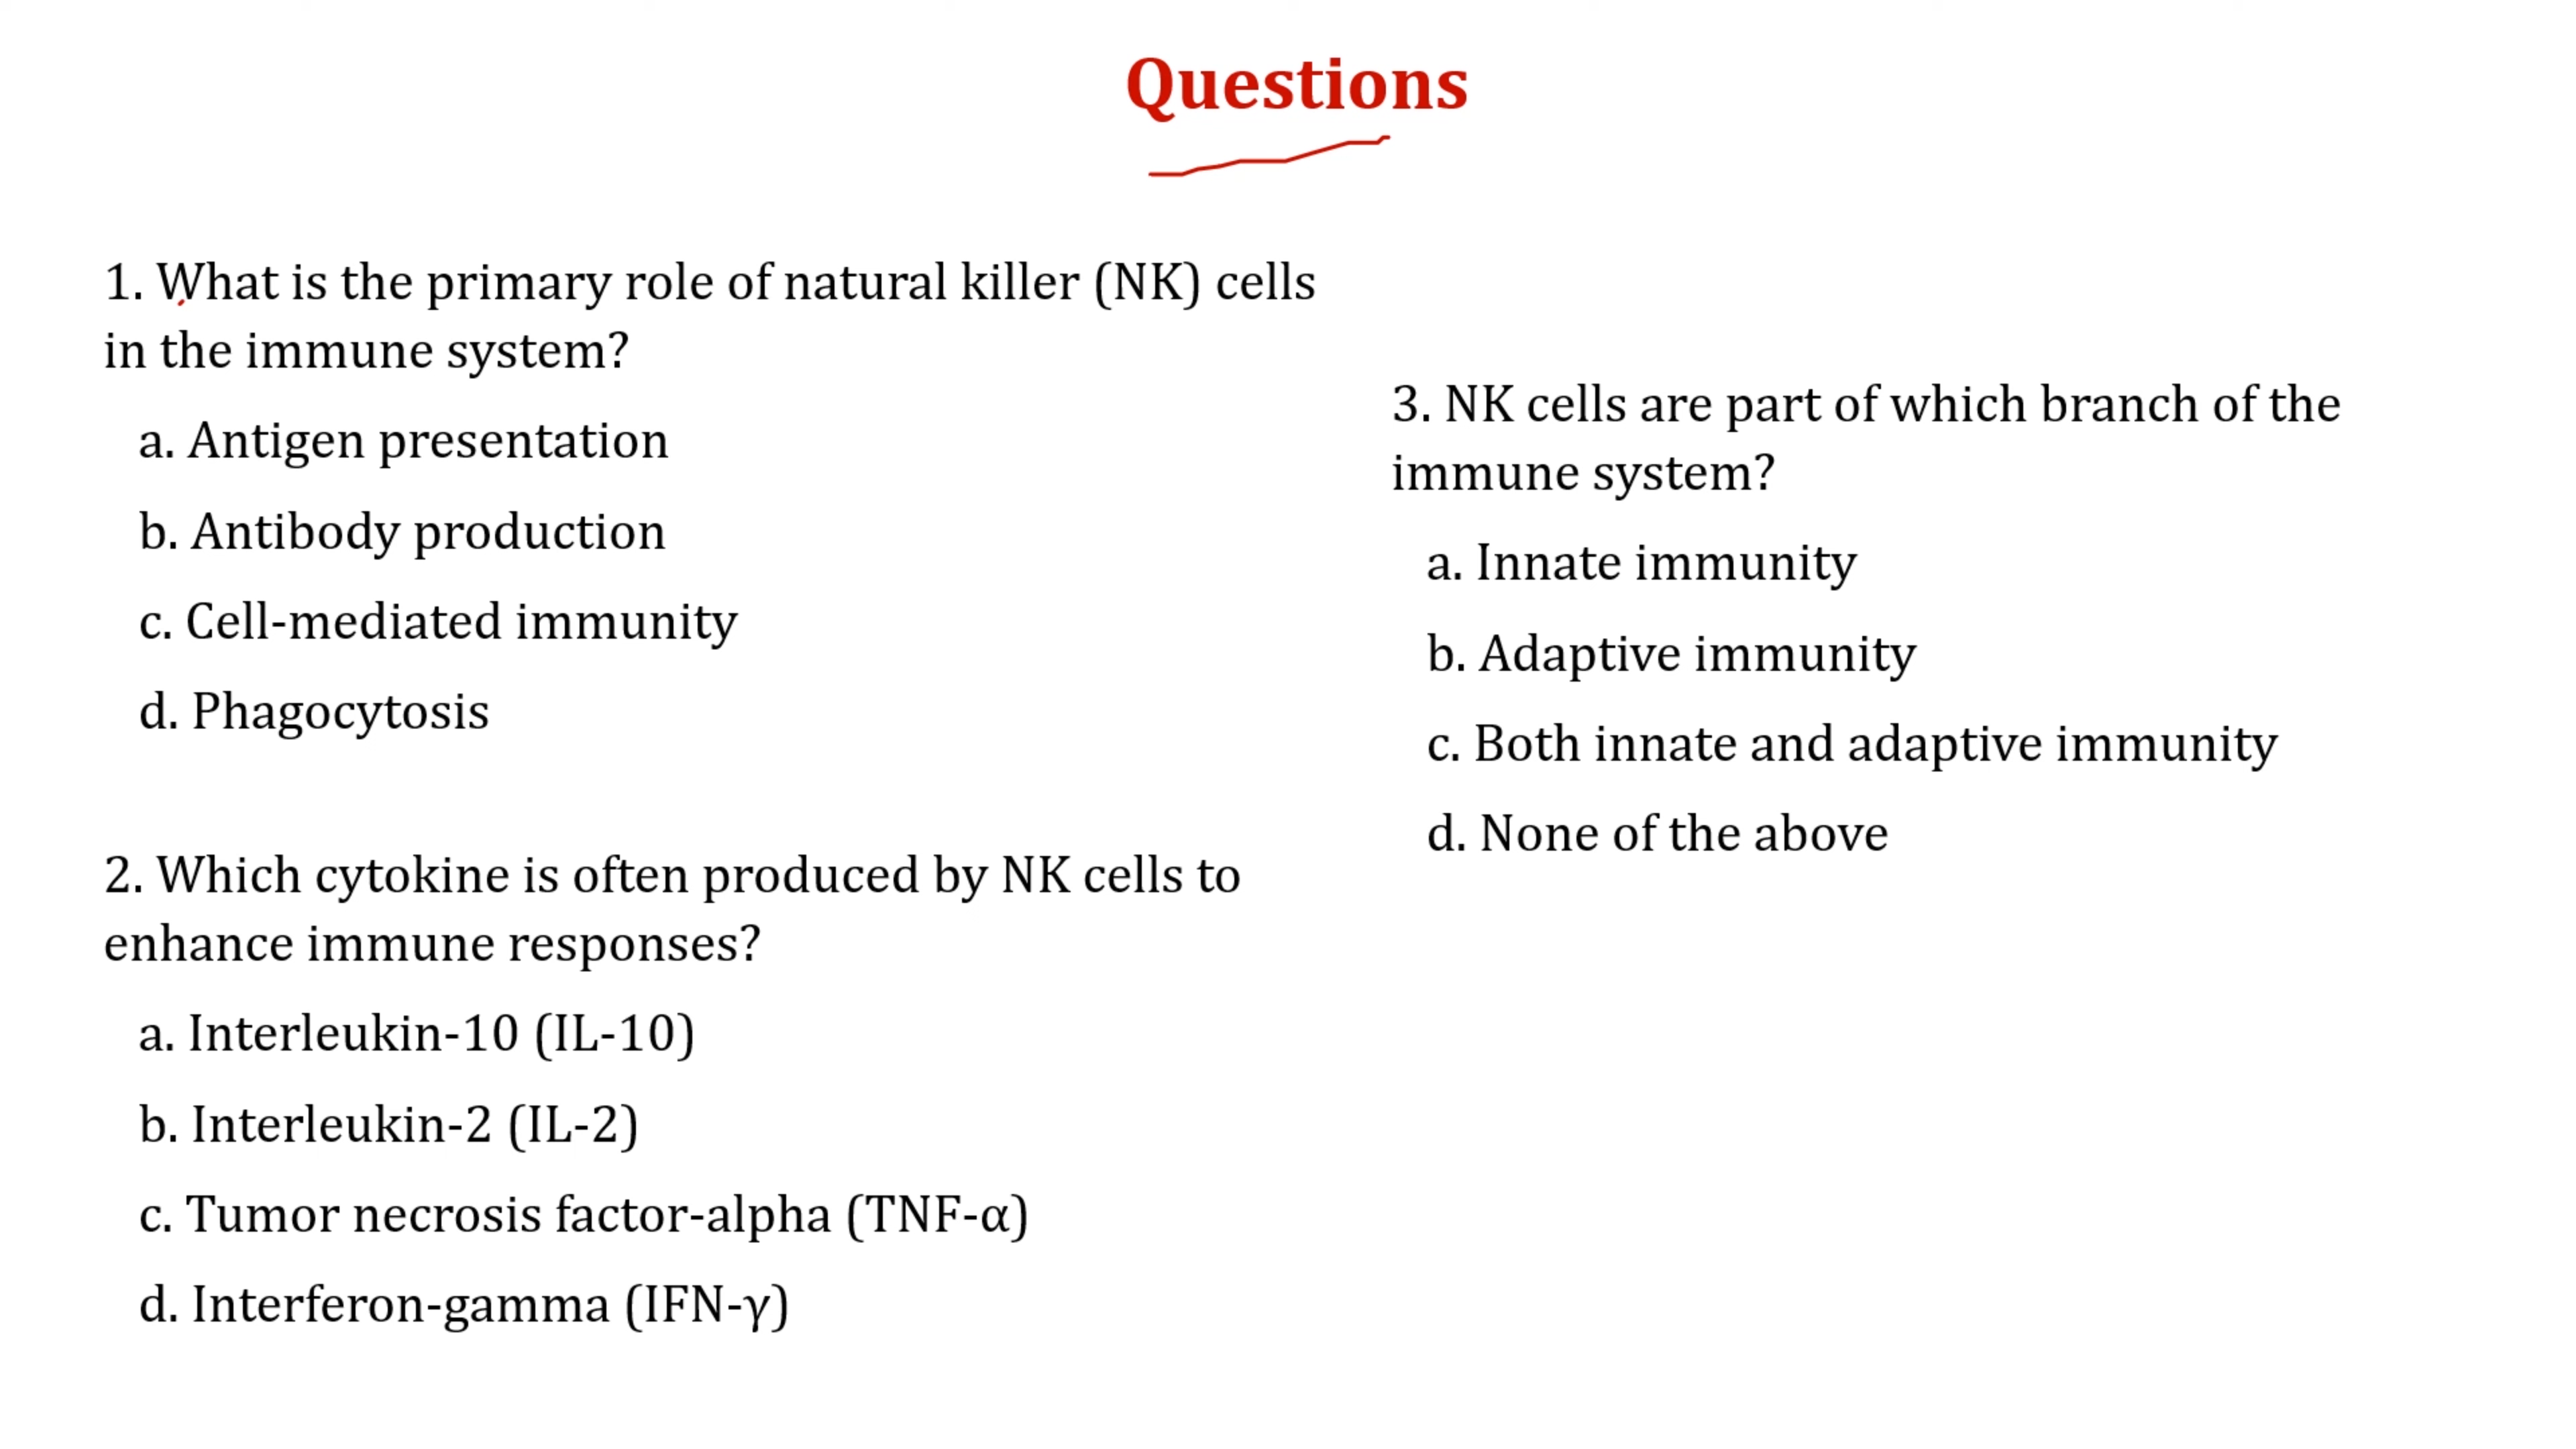 Questions
1. What is the primary role of natural killer (NK) cells
in the immune system?
a. Antigen presentation
b. Antibody production
c. Cell-mediated immunity
d. Phagocytosis
2. Which cytokine is often produced by NK cells to
enhance immune responses?
a. Interleukin-10 (IL-10)
b. Interleukin-2 (IL-2)
c. Tumor necrosis factor-alpha (TNF-α)
d. Interferon-gamma (IFN-γ)
3. NK cells are part of which branch of the
immune system?
a. Innate immunity
b. Adaptive immunity
c. Both innate and adaptive immunity
d. None of the above